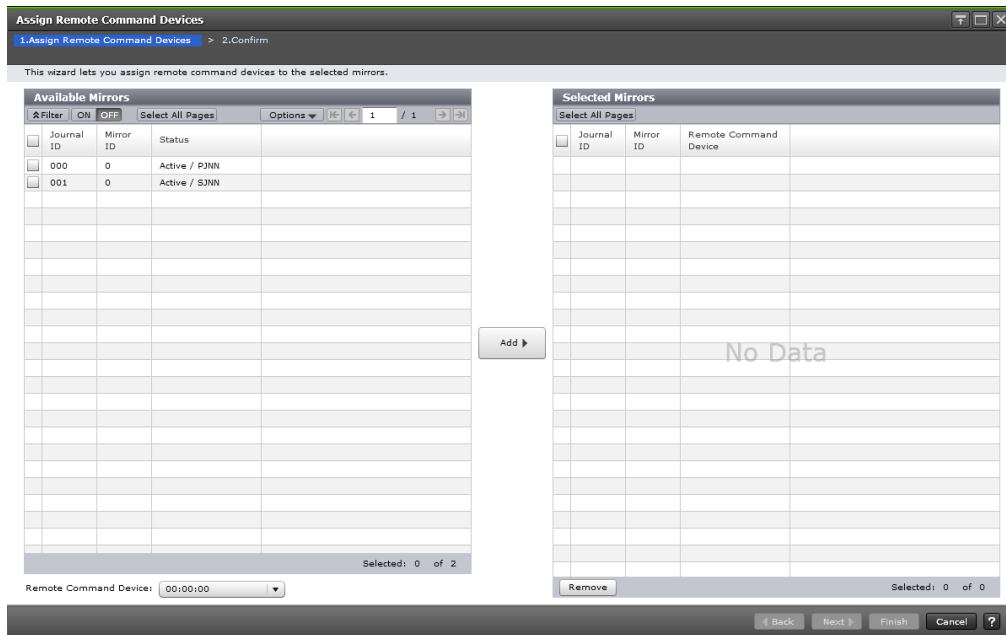 Assign Remote Command Devices
1.Assign Remote Command Devices > 2.Confirm
This wizard lets you assign remote command devices to the selected mirrors.
Available Mirrors
Filter ON OFF Select All Pages Options 1 / 1
Journal ID Mirror ID Status
000 0 Active / PJNN
001 0 Active / SJNN
Selected: 0 of 2
Remote Command Device: 00:00:00
Add
Selected Mirrors
Select All Pages
Journal ID Mirror ID Remote Command Device
No Data
Remove Selected: 0 of 0
Back Next Finish Cancel ?